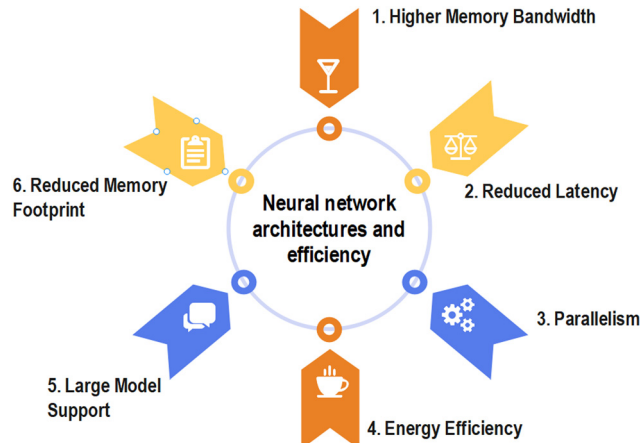 1. Higher Memory Bandwidth
2. Reduced Latency
3. Parallelism
4. Energy Efficiency
5. Large Model
Support
6. Reduced Memory
Footprint
Neural network
architectures and
efficiency